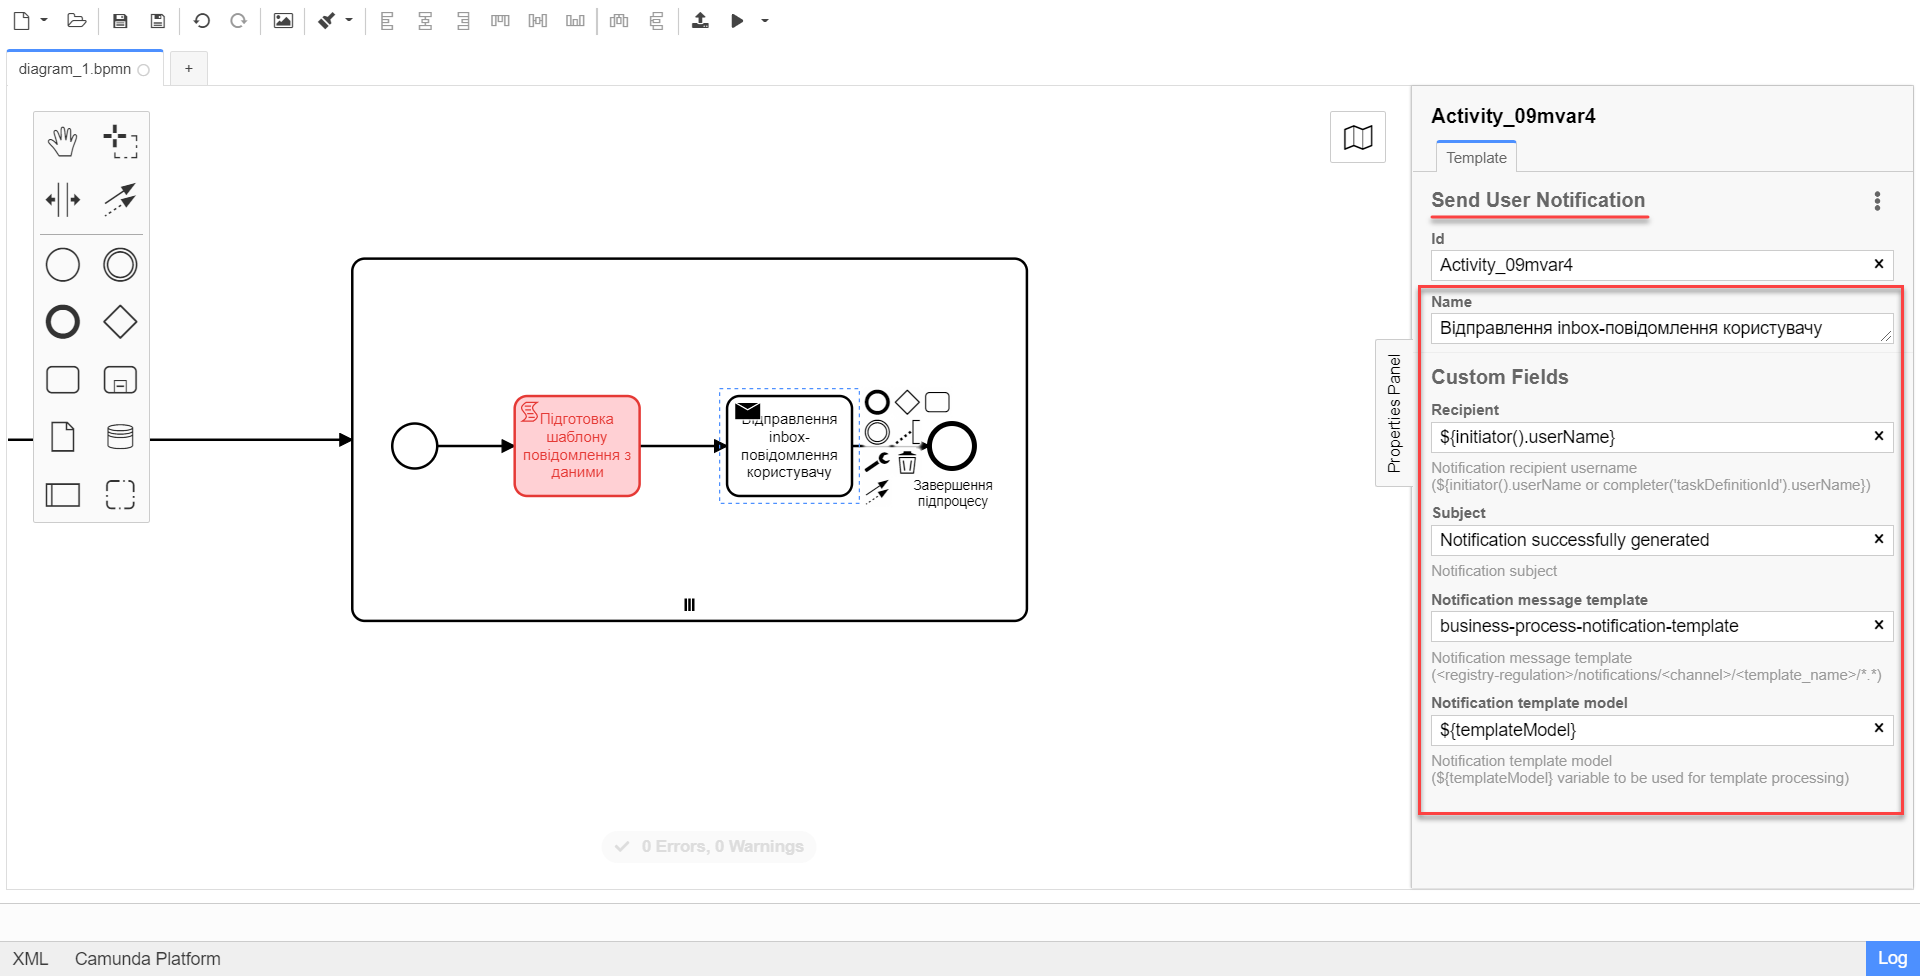 diagram_1.bpmn
+
Підготовка
шаблону
повідомлення з
даними
Відправлення
inbox-
повідомлення
користувачу
Завершення
підпроцесу
0 Errors, 0 Warnings
Properties Panel
Activity_09mvar4
Template
Send User Notification
Id
Activity_09mvar4
Name
Відправлення inbox-повідомлення користувачу
Custom Fields
Recipient
${initiator().userName}
Notification recipient username
(${initiator().userName or completer('taskDefinitionId').userName})
Subject
Notification successfully generated
Notification subject
Notification message template
business-process-notification-template
Notification message template
(<registry-regulation>/notifications/<channel>/<template_name>/*.*)
Notification template model
${templateModel}
Notification template model
(${templateModel} variable to be used for template processing)
XML
Camunda Platform
Log